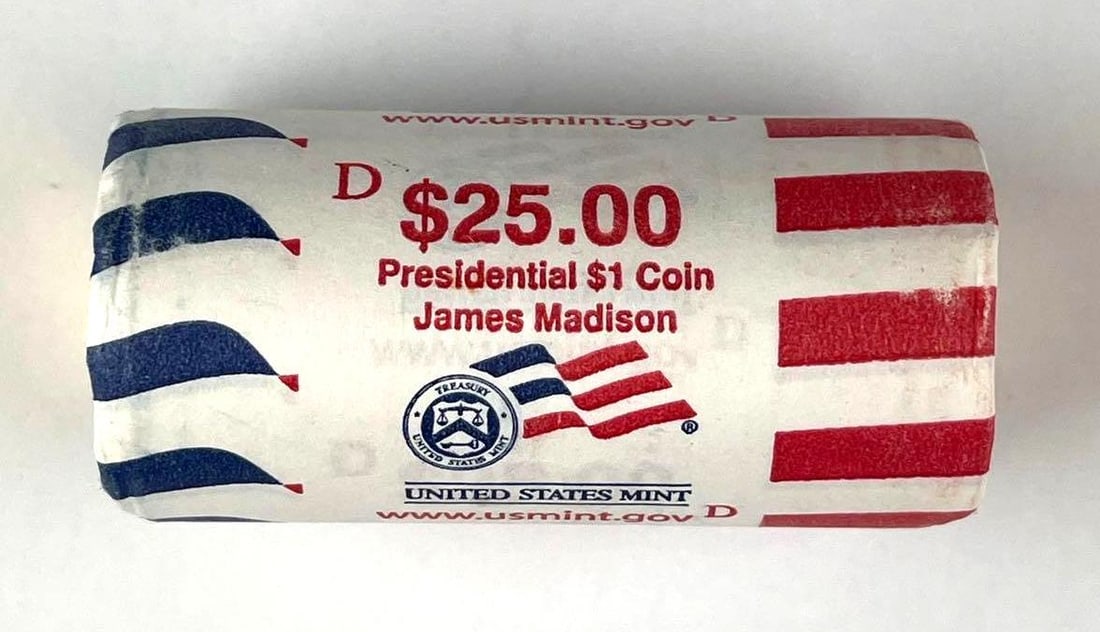 www.usmint.gov D
D $25.00
Presidential $1 Coin
James Madison
TREASURY
UNITED STATES MINT
®
UNITED STATES MINT
www.usmint.gov D